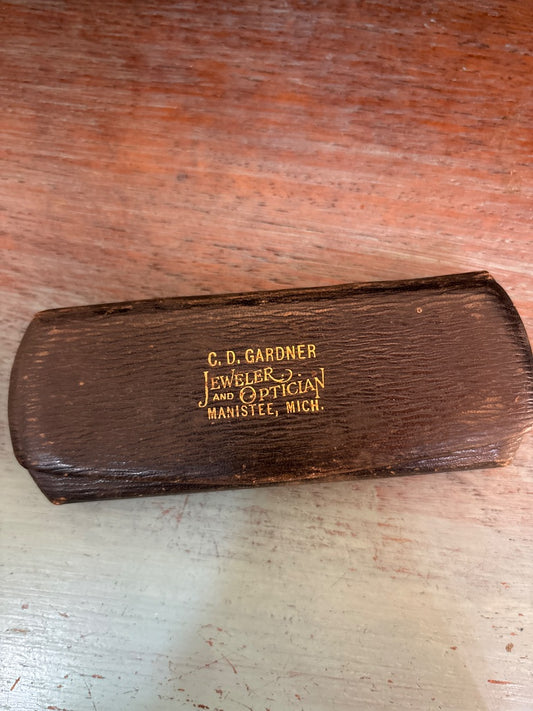 C. D. GARDNER
JEWELER
AND OPTICIAN
MANISTEE, MICH.